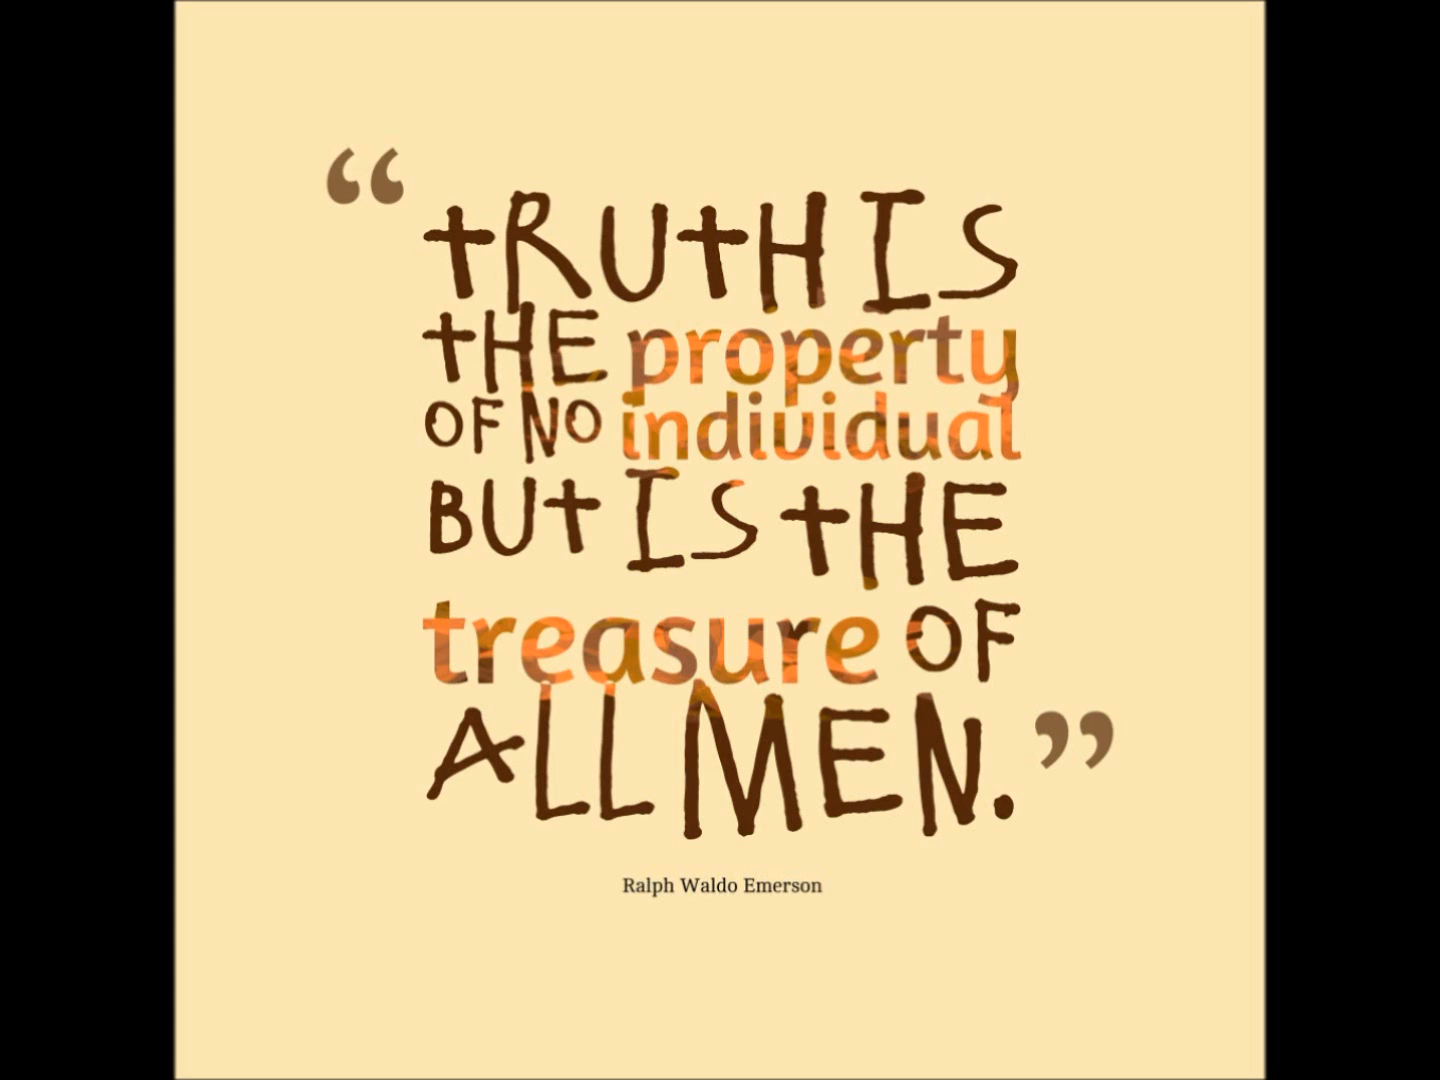 “ tRUtH IS
tHE property
OF NO individual
BUt IS tHE
treasure OF
ALL MEN. ”
Ralph Waldo Emerson